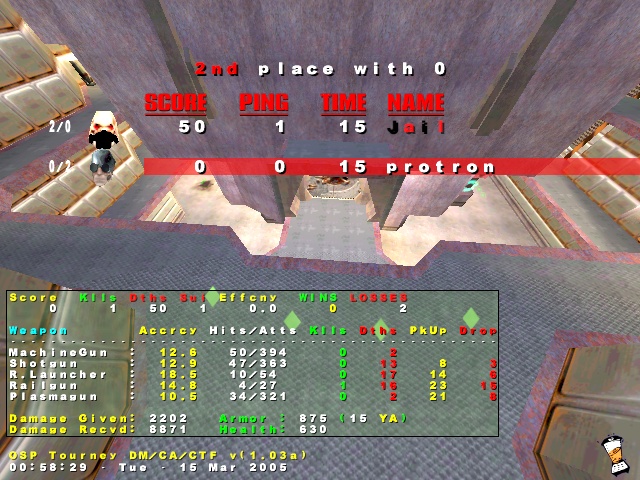 2nd place with 0
SCORE PING TIME NAME
2/0 50 1 15 Jail
0/2 0 0 15 protron
Score Klls Dths Sui Effcny WINS LOSSES
0 1 50 1 0.0 0 2
Weapon Accrcy Hits/Atts Klls Dths PkUp Drop
MachineGun : 12.6 50/394 0 2
Shotgun : 12.9 47/363 0 13 8 3
R.Launcher : 18.5 10/54 0 17 14 6
Railgun : 14.8 4/27 1 16 23 15
Plasmagun : 10.5 34/321 0 2 21 8
Damage Given: 2202 Armor : 875 (15 YA)
Damage Recvd: 8871 Health: 630
OSP Tourney DM/CA/CTF v(1.03a)
00:58:29 - Tue - 15 Mar 2005